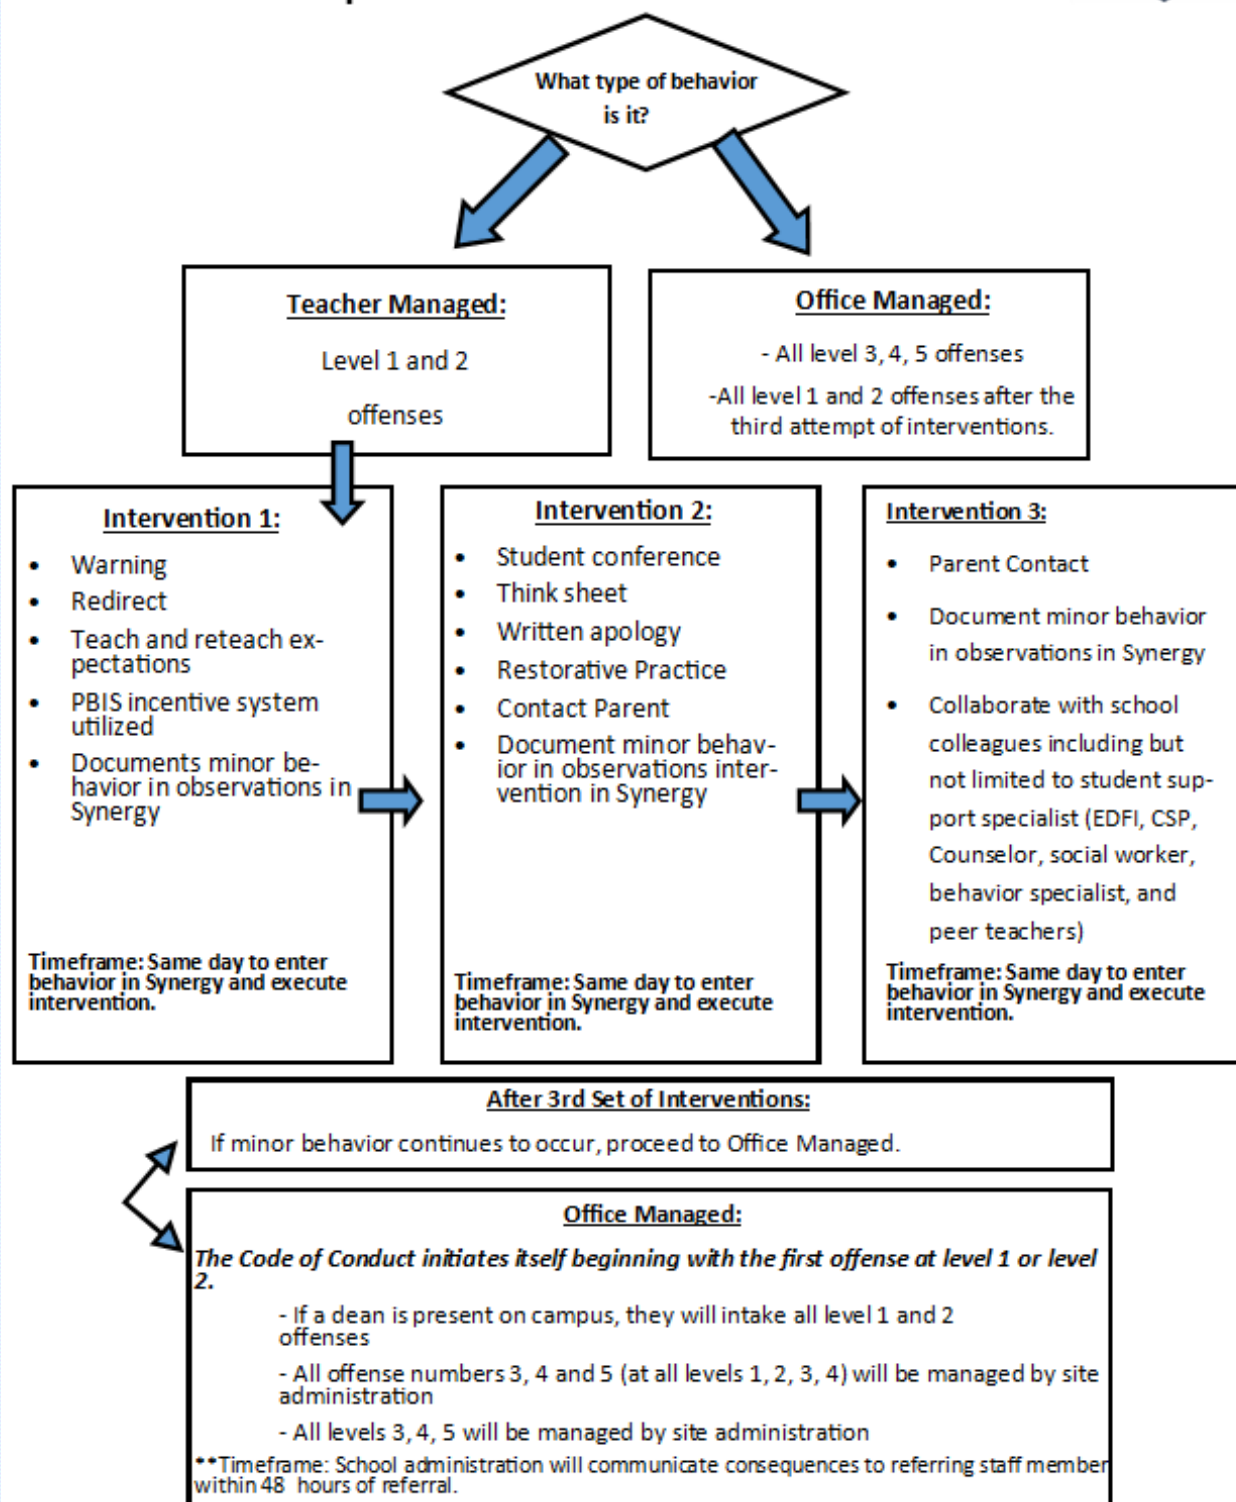 What type of behavior
is it?
Teacher Managed:
Level 1 and 2
offenses
Office Managed:
- All level 3, 4, 5 offenses
-All level 1 and 2 offenses after the
third attempt of interventions.
Intervention 1:
• Warning
• Redirect
• Teach and reteach ex-
pectations
• PBIS incentive system
utilized
• Documents minor be-
havior in observations in
Synergy
Timeframe: Same day to enter
behavior in Synergy and execute
intervention.
Intervention 2:
• Student conference
• Think sheet
• Written apology
• Restorative Practice
• Contact Parent
• Document minor behav-
ior in observations inter-
vention in Synergy
Timeframe: Same day to enter
behavior in Synergy and execute
intervention.
Intervention 3:
• Parent Contact
• Document minor behavior
in observations in Synergy
• Collaborate with school
colleagues including but
not limited to student sup-
port specialist (EDFI, CSP,
Counselor, social worker,
behavior specialist, and
peer teachers)
Timeframe: Same day to enter
behavior in Synergy and execute
intervention.
After 3rd Set of Interventions:
If minor behavior continues to occur, proceed to Office Managed.
Office Managed:
The Code of Conduct initiates itself beginning with the first offense at level 1 or level
2.
- If a dean is present on campus, they will intake all level 1 and 2
offenses
- All offense numbers 3, 4 and 5 (at all levels 1, 2, 3, 4) will be managed by site
administration
- All levels 3, 4, 5 will be managed by site administration
**Timeframe: School administration will communicate consequences to referring staff member
within 48 hours of referral.